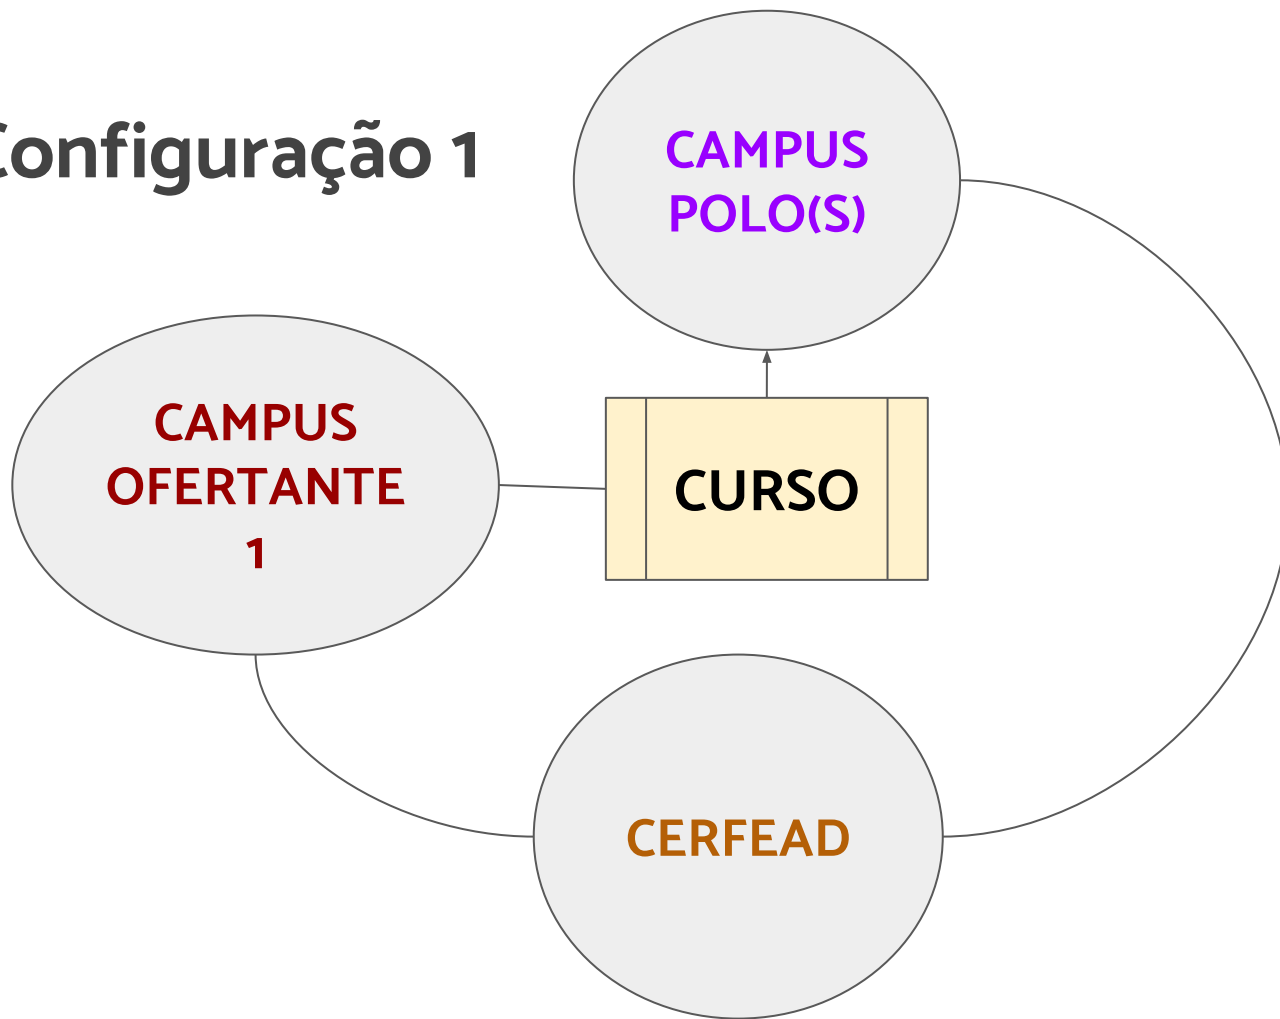 Configuração 1
CAMPUS
POLO(S)
CAMPUS
OFERTANTE
1
CURSO
CERFEAD